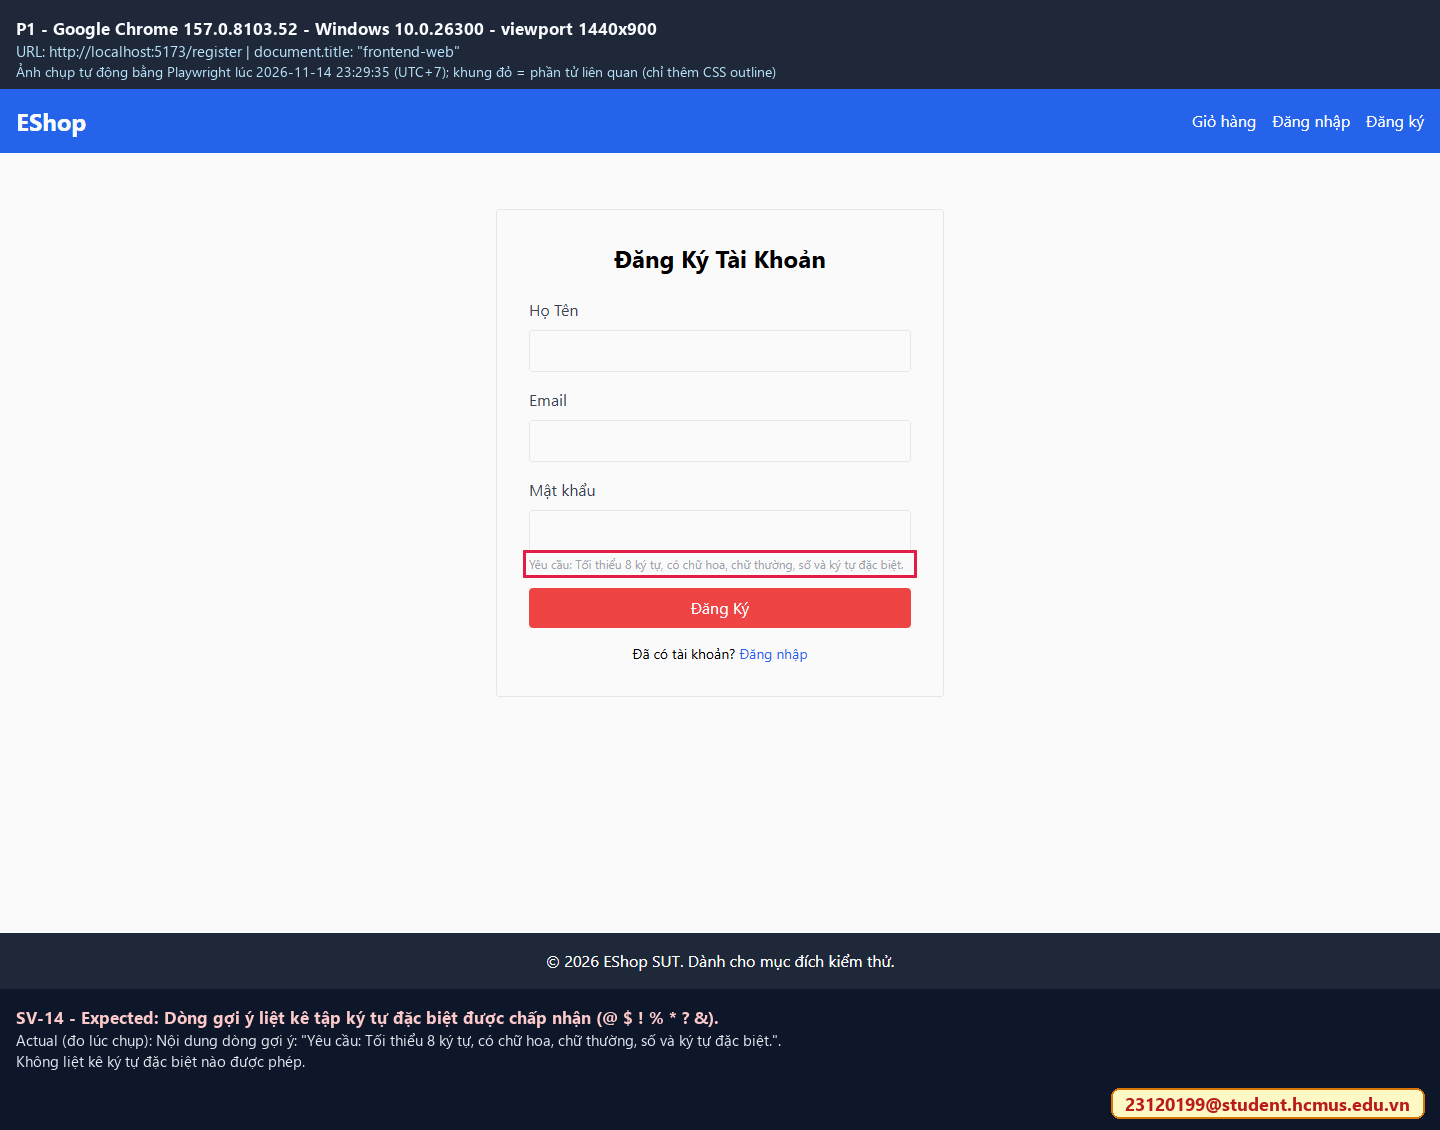 P1 - Google Chrome 157.0.8103.52 - Windows 10.0.26300 - viewport 1440x900
URL: http://localhost:5173/register | document.title: "frontend-web"
Ảnh chụp tự động bằng Playwright lúc 2026-11-14 23:29:35 (UTC+7); khung đỏ = phần tử liên quan (chỉ thêm CSS outline)
EShop
Giỏ hàng Đăng nhập Đăng ký
Đăng Ký Tài Khoản
Họ Tên
Email
Mật khẩu
Yêu cầu: Tối thiểu 8 ký tự, có chữ hoa, chữ thường, số và ký tự đặc biệt.
Đăng Ký
Đã có tài khoản? Đăng nhập
© 2026 EShop SUT. Dành cho mục đích kiểm thử.
SV-14 - Expected: Dòng gợi ý liệt kê tập ký tự đặc biệt được chấp nhận (@ $ ! % * ? &).
Actual (đo lúc chụp): Nội dung dòng gợi ý: "Yêu cầu: Tối thiểu 8 ký tự, có chữ hoa, chữ thường, số và ký tự đặc biệt.".
Không liệt kê ký tự đặc biệt nào được phép.
23120199@student.hcmus.edu.vn